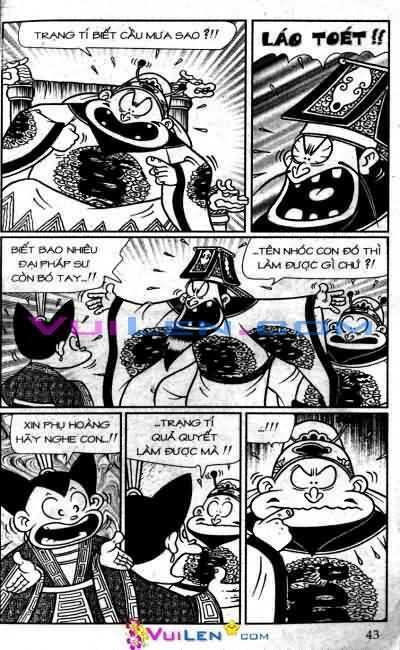 TRẠNG TÍ BIẾT CẦU MƯA SAO ?!!
LÁO TOÉT !!
BIẾT BAO NHIÊU
ĐẠI PHÁP SƯ
CÒN BÓ TAY...!!
...TÊN NHÓC CON ĐÓ THÌ
LÀM ĐƯỢC GÌ CHỨ ?!
VUILEN.COM
XIN PHỤ HOÀNG
HÃY NGHE CON...!!
...TRẠNG TÍ
QUẢ QUYẾT
LÀM ĐƯỢC MÀ !!
...!!!
43
VUILEN.COM